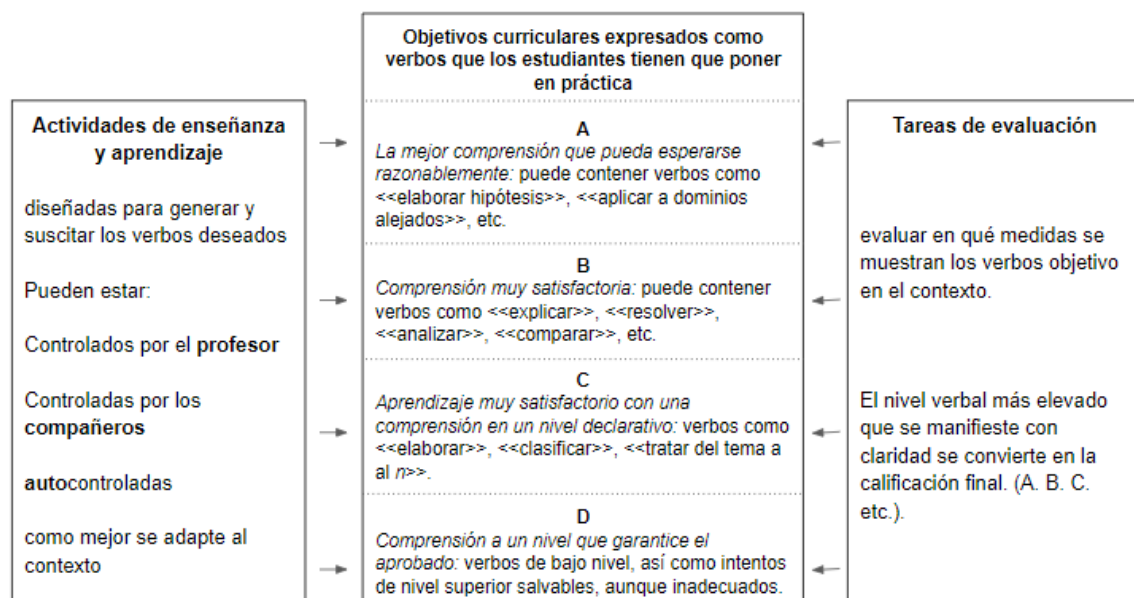 Objetivos curriculares expresados como
verbos que los estudiantes tienen que poner
en práctica
Actividades de enseñanza
y aprendizaje
diseñadas para generar y
suscitar los verbos deseados
Pueden estar:
Controlados por el profesor
Controladas por los
compañeros
autocontroladas
como mejor se adapte al
contexto
A
La mejor comprensión que pueda esperarse
razonablemente: puede contener verbos como
<<elaborar hipótesis>>, <<aplicar a dominios
alejados>>, etc.
B
Comprensión muy satisfactoria: puede contener
verbos como <<explicar>>, <<resolver>>,
<<analizar>>, <<comparar>>, etc.
C
Aprendizaje muy satisfactorio con una
comprensión en un nivel declarativo: verbos como
<<elaborar>>, <<clasificar>>, <<tratar del tema a
al n>>.
D
Comprensión a un nivel que garantice el
aprobado: verbos de bajo nivel, así como intentos
de nivel superior salvables, aunque inadecuados.
Tareas de evaluación
evaluar en qué medidas se
muestran los verbos objetivo
en el contexto.
El nivel verbal más elevado
que se manifieste con
claridad se convierte en la
calificación final. (A. B. C.
etc.).